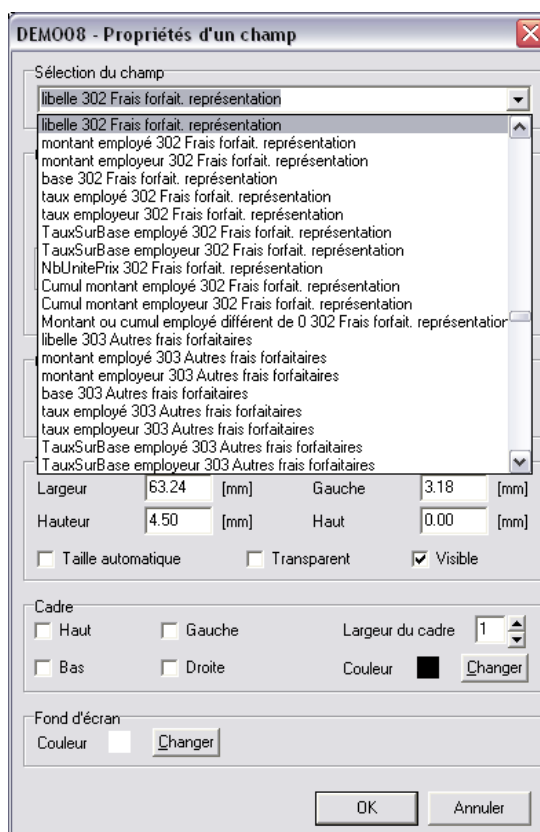 DEMO08 - Propriétés d'un champ
Sélection du champ
libelle 302 Frais forfait. représentation
libelle 302 Frais forfait. représentation
montant employé 302 Frais forfait. représentation
montant employeur 302 Frais forfait. représentation
base 302 Frais forfait. représentation
taux employé 302 Frais forfait. représentation
taux employeur 302 Frais forfait. représentation
TauxSurBase employé 302 Frais forfait. représentation
TauxSurBase employeur 302 Frais forfait. représentation
NbUnitePrix 302 Frais forfait. représentation
Cumul montant employé 302 Frais forfait. représentation
Cumul montant employeur 302 Frais forfait. représentation
Montant ou cumul employé différent de 0 302 Frais forfait. représentation
libelle 303 Autres frais forfaitaires
montant employé 303 Autres frais forfaitaires
montant employeur 303 Autres frais forfaitaires
base 303 Autres frais forfaitaires
taux employé 303 Autres frais forfaitaires
taux employeur 303 Autres frais forfaitaires
TauxSurBase employé 303 Autres frais forfaitaires
TauxSurBase employeur 303 Autres frais forfaitaires
Largeur 63.24 [mm] Gauche 3.18 [mm]
Hauteur 4.50 [mm] Haut 0.00 [mm]
Taille automatique Transparent Visible
Cadre
Haut Gauche Largeur du cadre 1
Bas Droite Couleur Changer
Fond d'écran
Couleur Changer
OK Annuler